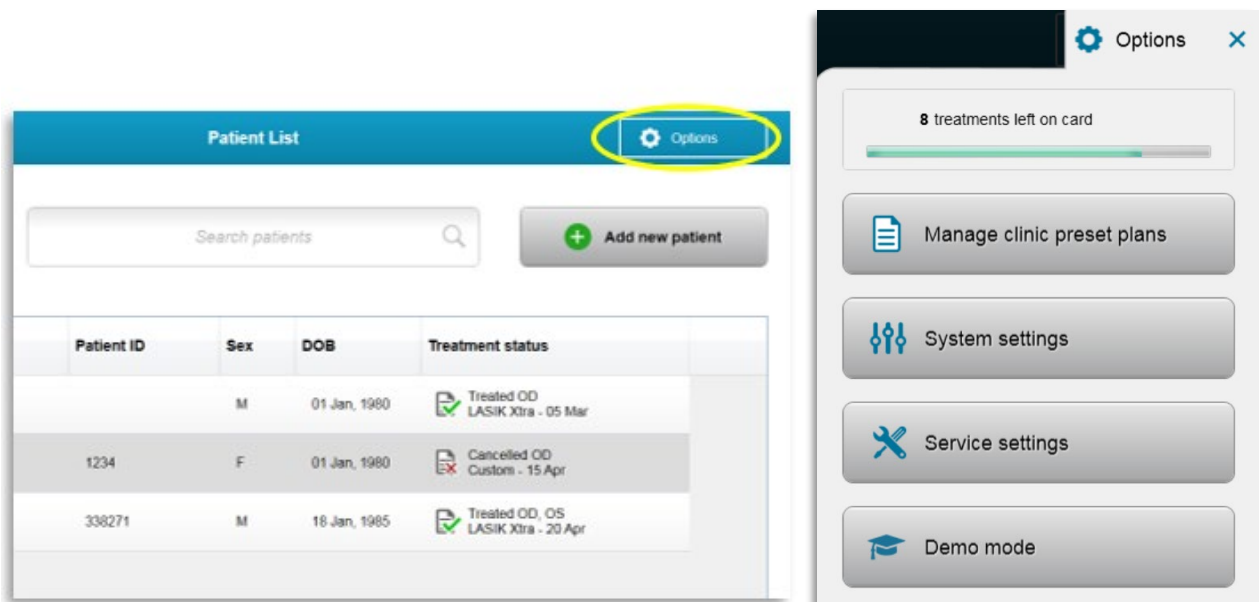 Patient List
Options
Search patients
Add new patient
Patient ID Sex DOB Treatment status
M 01 Jan, 1980 Treated OD
LASIK Xtra - 05 Mar
1234 F 01 Jan, 1980 Cancelled OD
Custom - 15 Apr
338271 M 18 Jan, 1985 Treated OD, OS
LASIK Xtra - 20 Apr
Options
8 treatments left on card
Manage clinic preset plans
System settings
Service settings
Demo mode